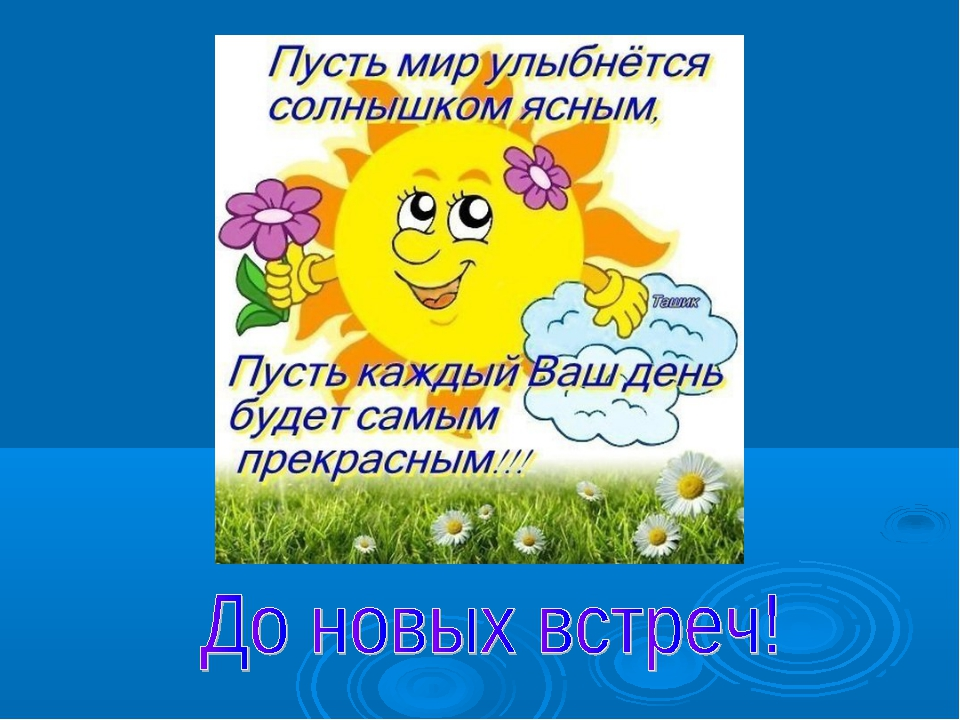 Пусть мир улыбнётся
солнышком ясным,
Ташик
Пусть каждый Ваш день
будет самым
прекрасным!!!
До новых встреч!